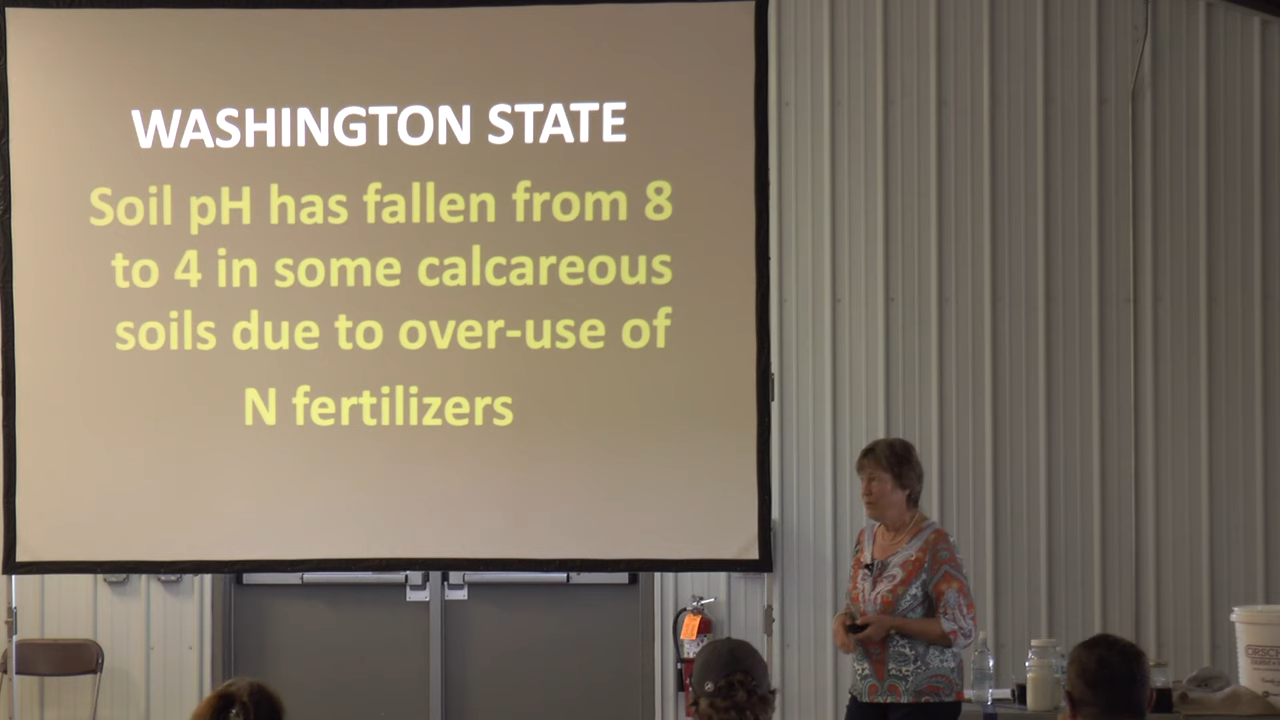 WASHINGTON STATE
Soil pH has fallen from 8
to 4 in some calcareous
soils due to over-use of
N fertilizers